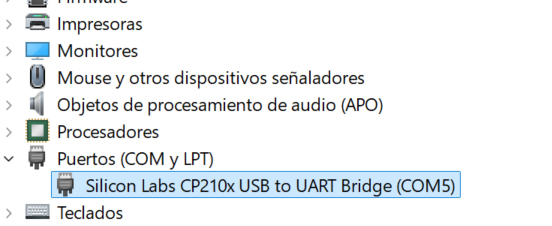 Firmware
Impresoras
Monitores
Mouse y otros dispositivos señaladores
Objetos de procesamiento de audio (APO)
Procesadores
Puertos (COM y LPT)
Silicon Labs CP210x USB to UART Bridge (COM5)
Teclados